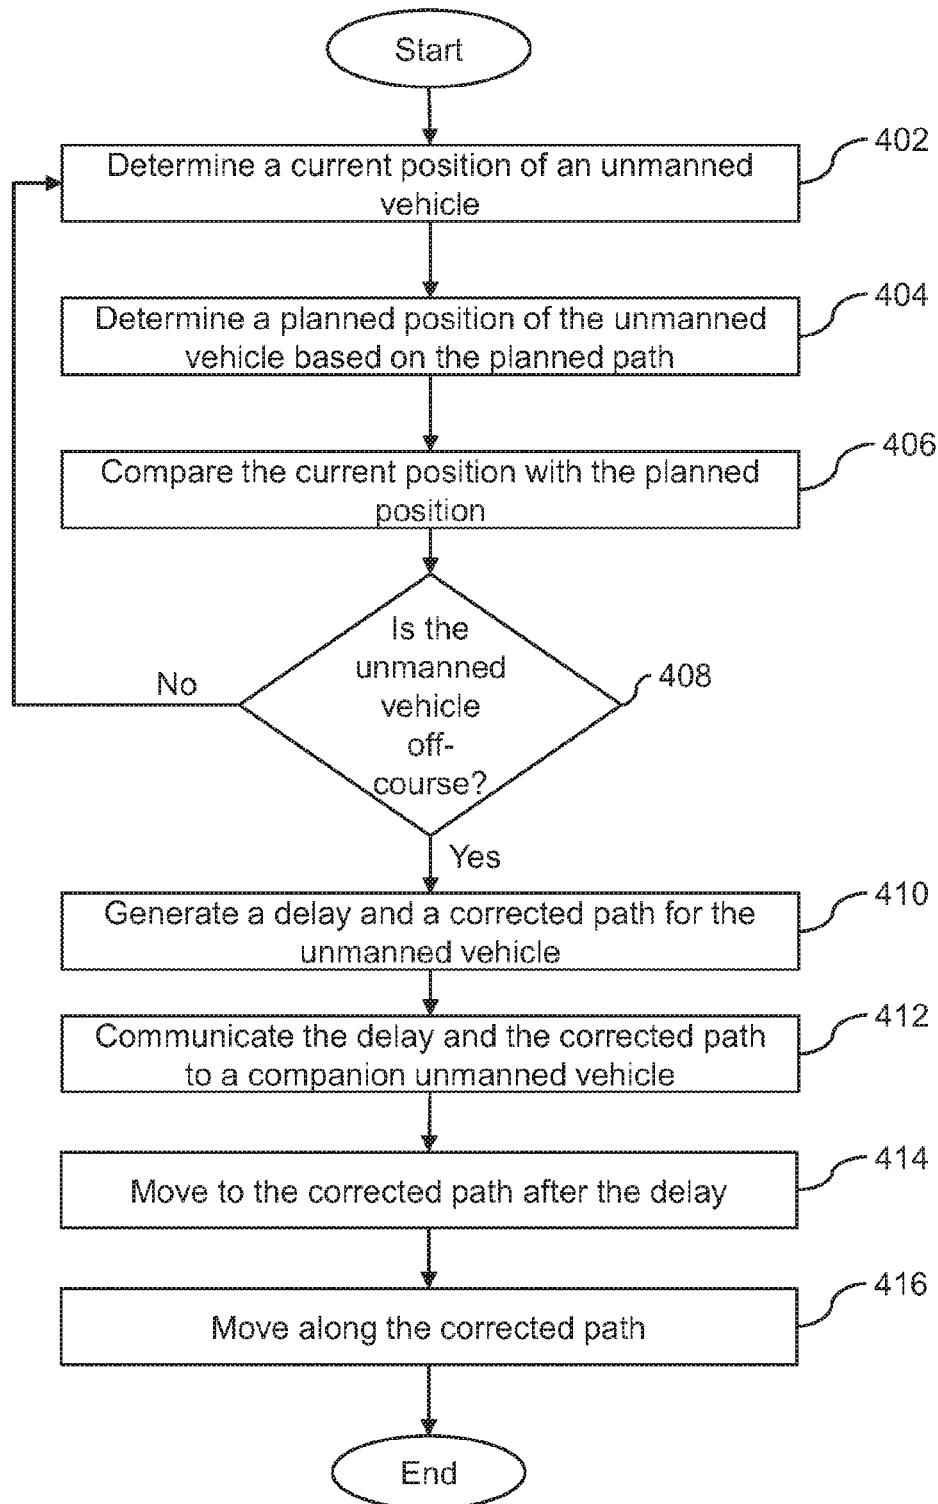 Start
Determine a current position of an unmanned
vehicle
402
Determine a planned position of the unmanned
vehicle based on the planned path
404
Compare the current position with the planned
position
406
Is the
unmanned
vehicle
off-
course?
408
No
Yes
Generate a delay and a corrected path for the
unmanned vehicle
410
Communicate the delay and the corrected path
to a companion unmanned vehicle
412
Move to the corrected path after the delay
414
Move along the corrected path
416
End